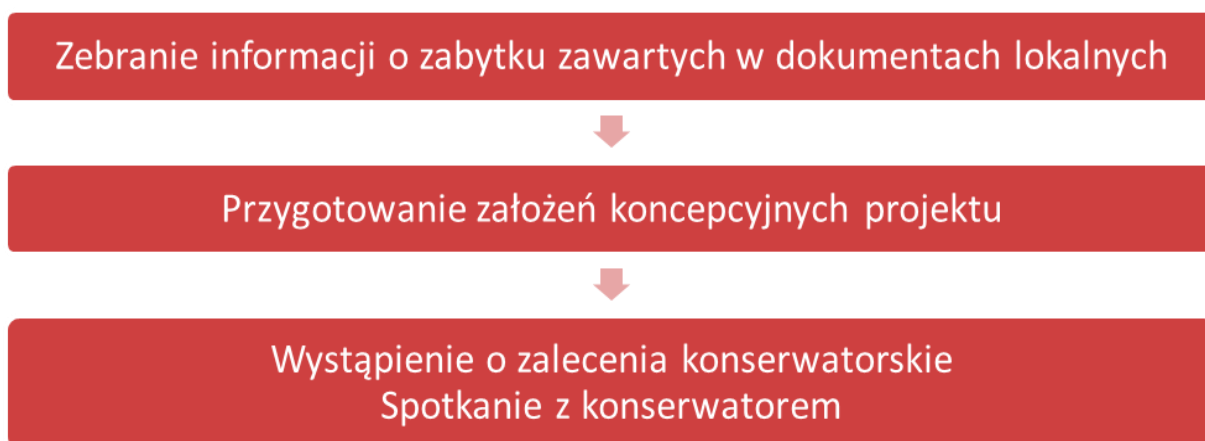 Zebranie informacji o zabytku zawartych w dokumentach lokalnych
Przygotowanie założeń koncepcyjnych projektu
Wystąpienie o zalecenia konserwatorskie
Spotkanie z konserwatorem